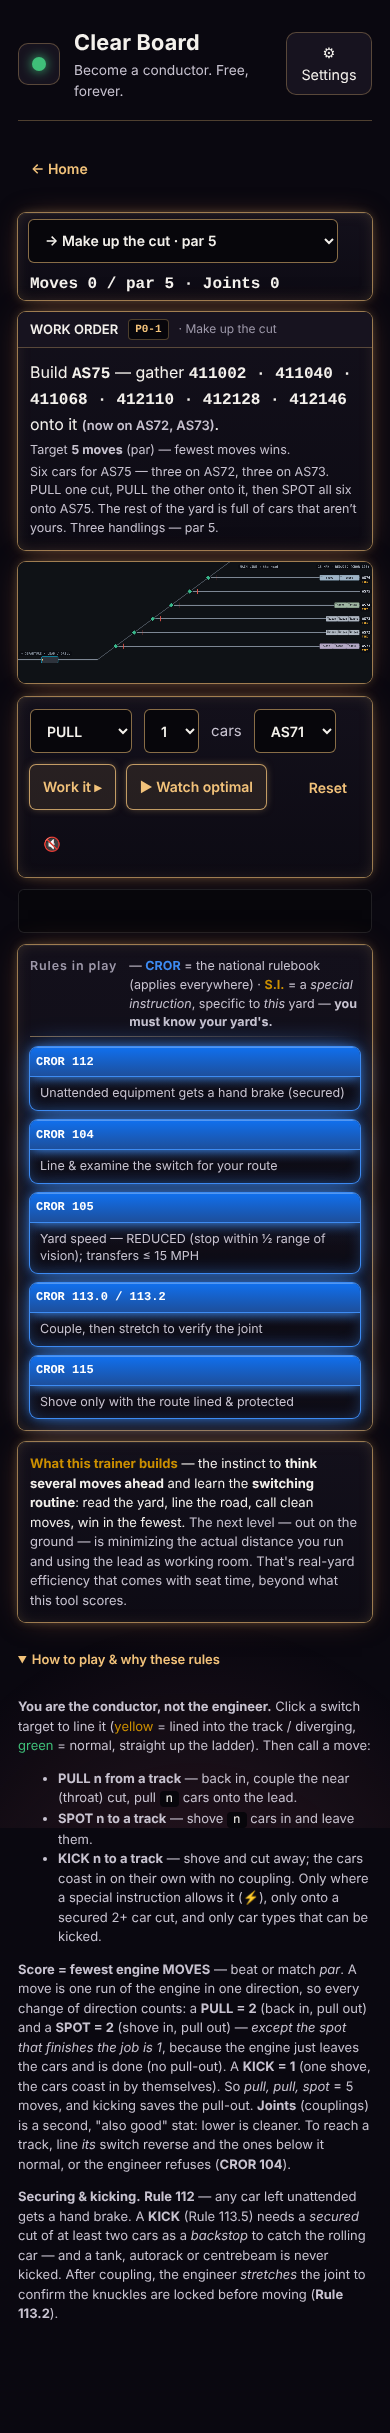 Clear Board
Become a conductor. Free,
forever.
⚙
Settings
← Home
→ Make up the cut · par 5
Moves 0 / par 5 · Joints 0
WORK ORDER P0-1 · Make up the cut
Build AS75 — gather 411002 · 411040 ·
411068 · 412110 · 412128 · 412146
onto it (now on AS72, AS73).
Target 5 moves (par) — fewest moves wins.
Six cars for AS75 — three on AS72, three on AS73.
PULL one cut, PULL the other onto it, then SPOT all six
onto AS75. The rest of the yard is full of cars that aren't
yours. Three handlings — par 5.
PULL 1 cars AS71
Work it ▸ ▶ Watch optimal Reset
Rules in play — CROR = the national rulebook
(applies everywhere) · S.I. = a special
instruction, specific to this yard — you
must know your yard's.
CROR 112
Unattended equipment gets a hand brake (secured)
CROR 104
Line & examine the switch for your route
CROR 105
Yard speed — REDUCED (stop within ½ range of
vision); transfers ≤ 15 MPH
CROR 113.0 / 113.2
Couple, then stretch to verify the joint
CROR 115
Shove only with the route lined & protected
What this trainer builds — the instinct to think
several moves ahead and learn the switching
routine: read the yard, line the road, call clean
moves, win in the fewest. The next level — out on the
ground — is minimizing the actual distance you run
and using the lead as working room. That's real-yard
efficiency that comes with seat time, beyond what
this tool scores.
▼ How to play & why these rules
You are the conductor, not the engineer. Click a switch
target to line it (yellow = lined into the track / diverging,
green = normal, straight up the ladder). Then call a move:
• PULL n from a track — back in, couple the near
(throat) cut, pull n cars onto the lead.
• SPOT n to a track — shove n cars in and leave
them.
• KICK n to a track — shove and cut away; the cars
coast in on their own with no coupling. Only where
a special instruction allows it (⚡), only onto a
secured 2+ car cut, and only car types that can be
kicked.
Score = fewest engine MOVES — beat or match par. A
move is one run of the engine in one direction, so every
change of direction counts: a PULL = 2 (back in, pull out)
and a SPOT = 2 (shove in, pull out) — except the spot
that finishes the job is 1, because the engine just leaves
the cars and is done (no pull-out). A KICK = 1 (one shove,
the cars coast in by themselves). So pull, pull, spot = 5
moves, and kicking saves the pull-out. Joints (couplings)
is a second, "also good" stat: lower is cleaner. To reach a
track, line its switch reverse and the ones below it
normal, or the engineer refuses (CROR 104).
Securing & kicking. Rule 112 — any car left unattended
gets a hand brake. A KICK (Rule 113.5) needs a secured
cut of at least two cars as a backstop to catch the rolling
car — and a tank, autorack or centrebeam is never
kicked. After coupling, the engineer stretches the joint to
confirm the knuckles are locked before moving (Rule
113.2).